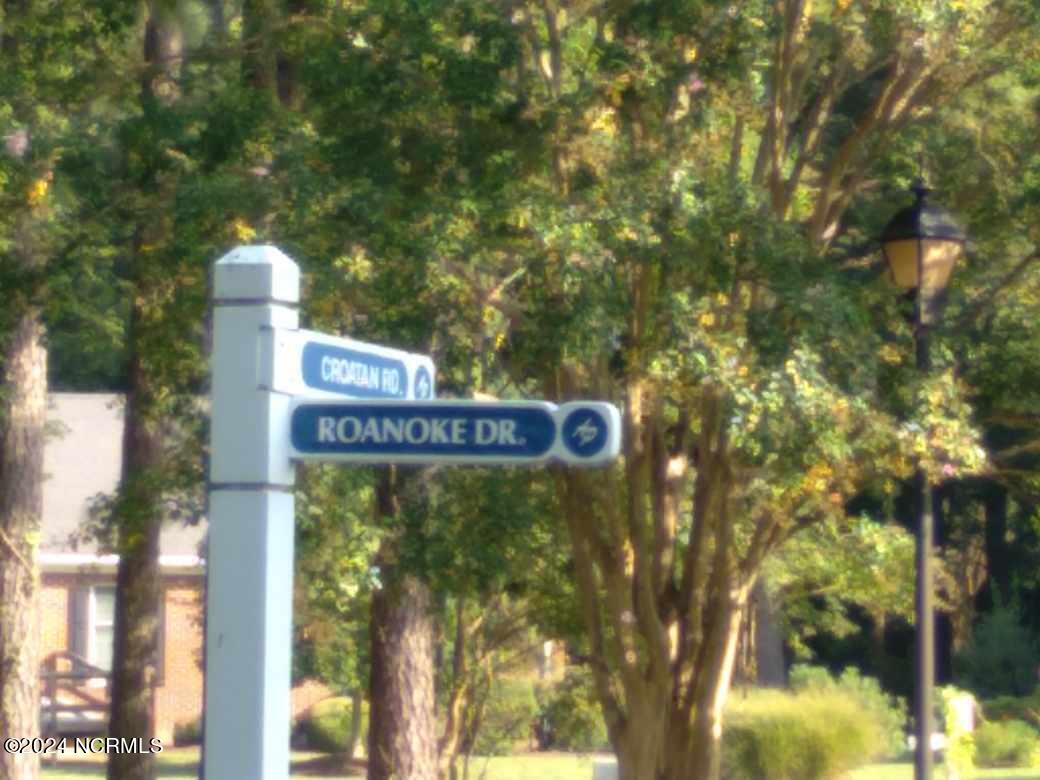 CROATAN RD.
ROANOKE DR.
©2024 NCRMLS